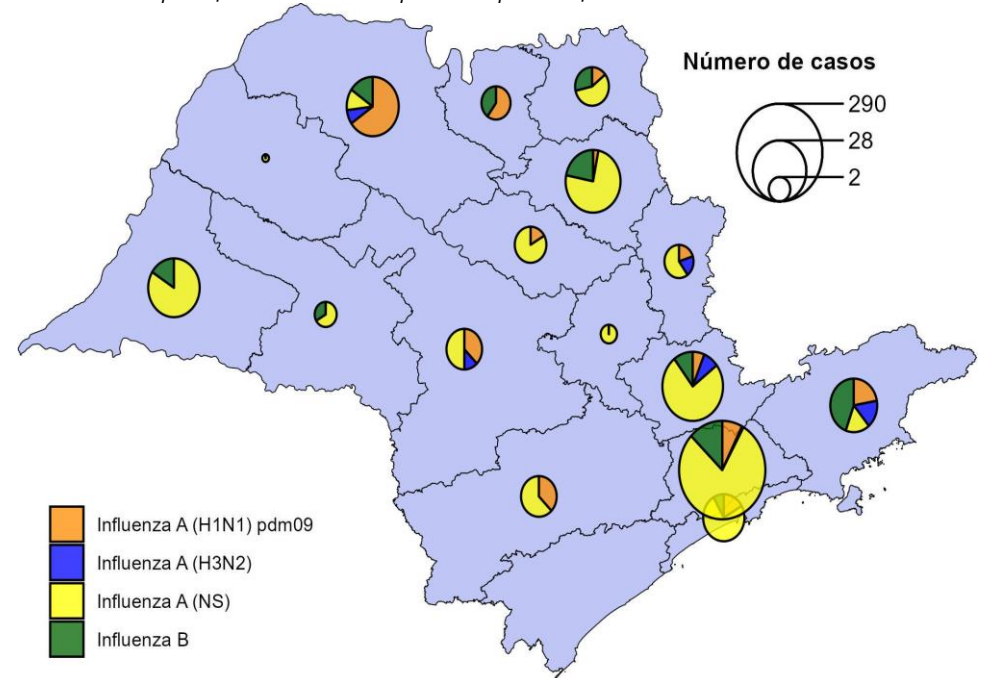 Número de casos
290
28
2
Influenza A (H1N1) pdm09
Influenza A (H3N2)
Influenza A (NS)
Influenza B